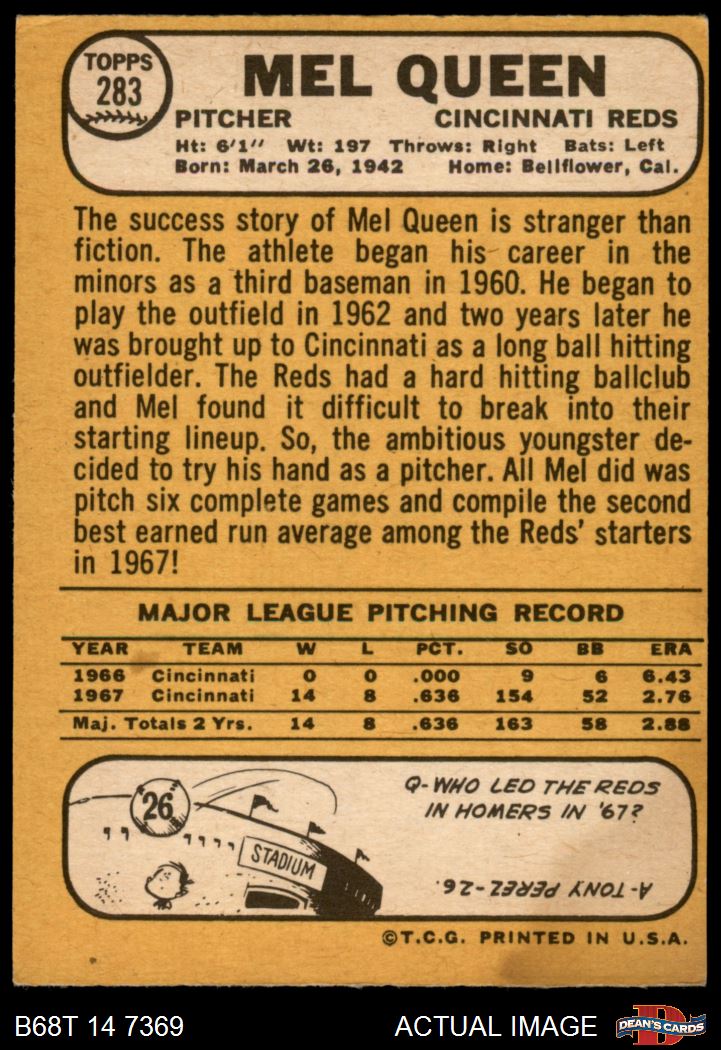 TOPPS
283
MEL QUEEN
PITCHER CINCINNATI REDS
Ht: 6'1" Wt: 197 Throws: Right Bats: Left
Born: March 26, 1942 Home: Bellflower, Cal.
The success story of Mel Queen is stranger than
fiction. The athlete began his career in the
minors as a third baseman in 1960. He began to
play the outfield in 1962 and two years later he
was brought up to Cincinnati as a long ball hitting
outfielder. The Reds had a hard hitting ballclub
and Mel found it difficult to break into their
starting lineup. So, the ambitious youngster de-
cided to try his hand as a pitcher. All Mel did was
pitch six complete games and compile the second
best earned run average among the Reds' starters
in 1967!
MAJOR LEAGUE PITCHING RECORD
YEAR TEAM W L PCT. SO BB ERA
1966 Cincinnati 0 0 .000 9 6 6.43
1967 Cincinnati 14 8 .636 154 52 2.76
Maj. Totals 2 Yrs. 14 8 .636 163 58 2.88
26
STADIUM
Q-WHO LED THE REDS
IN HOMERS IN '67?
A-TONY PEREZ-26.
©T.C.G. PRINTED IN U.S.A.
B68T 14 7369 ACTUAL IMAGE
D
DEAN'S CARDS